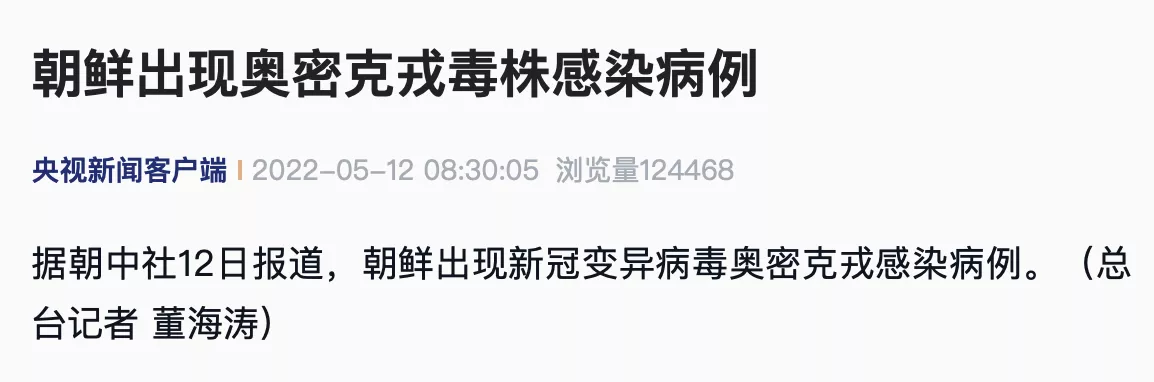 朝鲜出现奥密克戎毒株感染病例
央视新闻客户端 2022-05-12 08:30:05 浏览量124468
据朝中社12日报道，朝鲜出现新冠变异病毒奥密克戎感染病例。（总
台记者 董海涛）